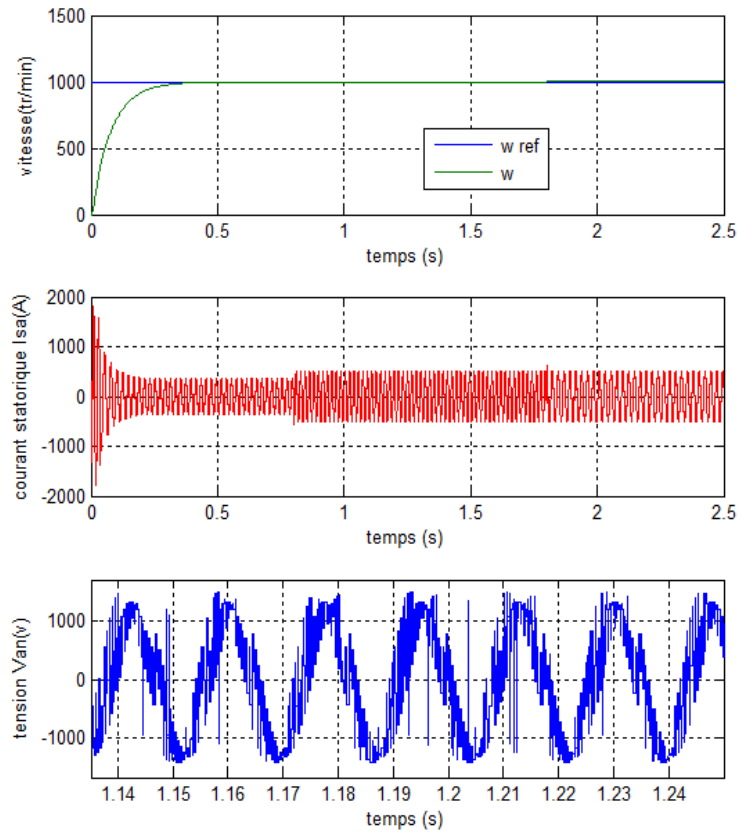 1500
1000
500
0
vitesse(tr/min)
w ref
w
0 0.5 1 1.5 2 2.5
temps (s)
2000
1000
0
-1000
-2000
courant statorique Isa(A)
0 0.5 1 1.5 2 2.5
temps (s)
1000
0
-1000
tension Van(v)
1.14 1.15 1.16 1.17 1.18 1.19 1.2 1.21 1.22 1.23 1.24
temps (s)